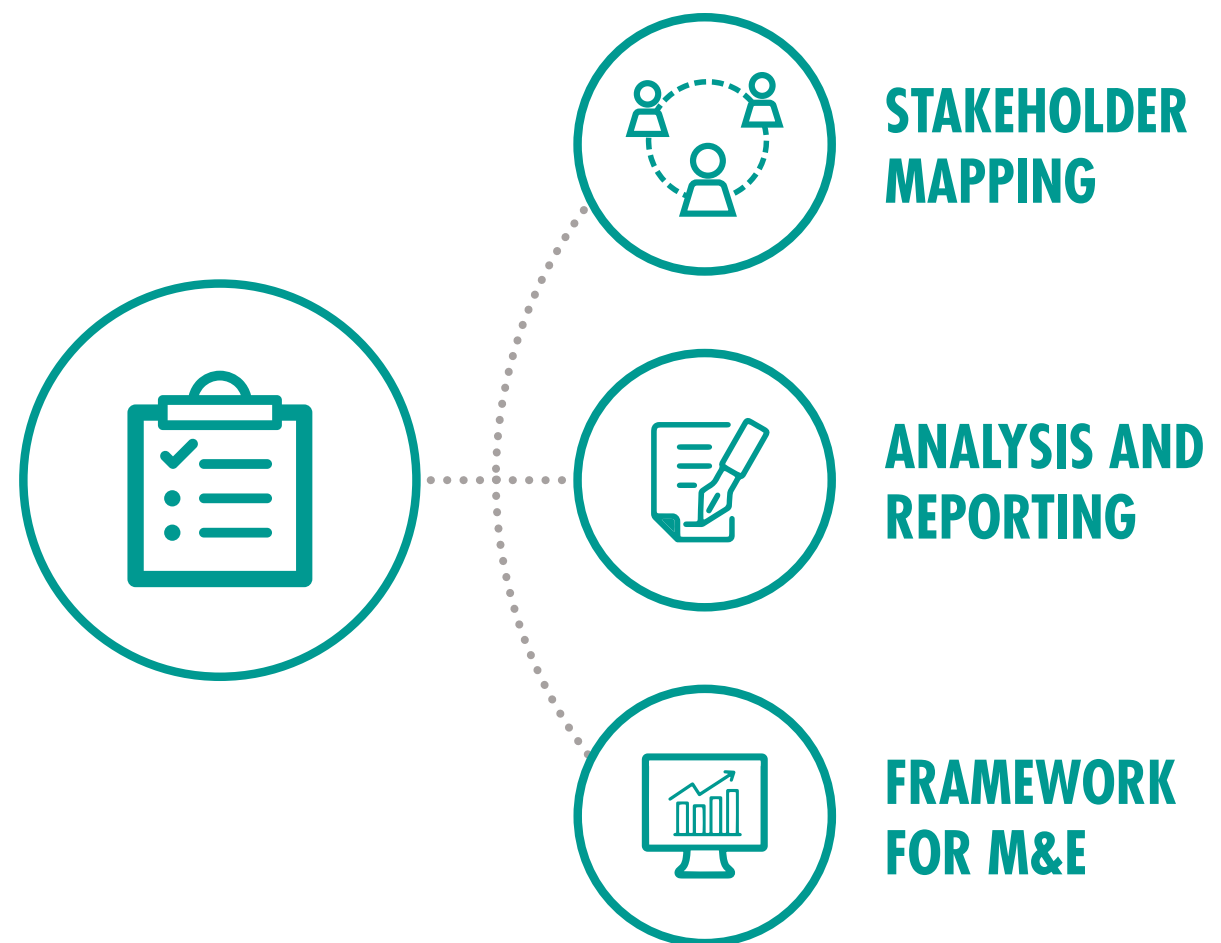 STAKEHOLDER
MAPPING
ANALYSIS AND
REPORTING
FRAMEWORK
FOR M&E